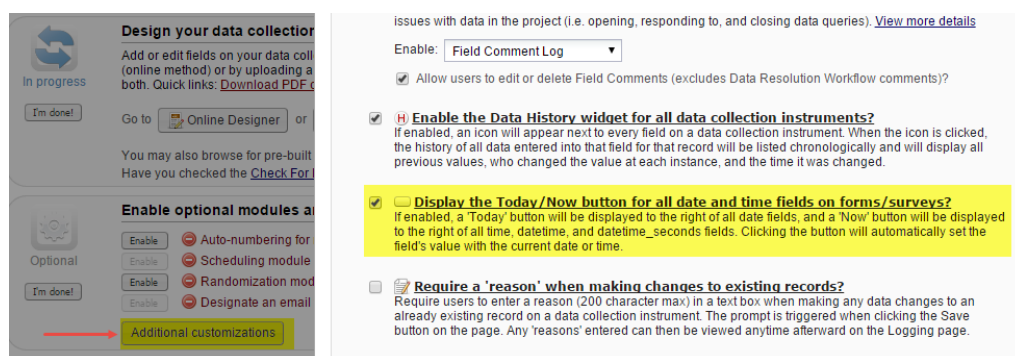 Design your data collection
Add or edit fields on your data coll
(online method) or by uploading a
both. Quick links: Download PDF
In progress
I'm done!
Go to Online Designer or
You may also browse for pre-built
Have you checked the Check For
Enable optional modules a
Enable Auto-numbering for
Optional
Enable Scheduling module
Enable Randomization mod
I'm done!
Enable Designate an email
Additional customizations
issues with data in the project (i.e. opening, responding to, and closing data queries). View more details
Enable: Field Comment Log
Allow users to edit or delete Field Comments (excludes Data Resolution Workflow comments)?
H Enable the Data History widget for all data collection instruments?
If enabled, an icon will appear next to every field on a data collection instrument. When the icon is clicked,
the history of all data entered into that field for that record will be listed chronologically and will display all
previous values, who changed the value at each instance, and the time it was changed.
Display the Today/Now button for all date and time fields on forms/surveys?
If enabled, a 'Today' button will be displayed to the right of all date fields, and a 'Now' button will be displayed
to the right of all time, datetime, and datetime_seconds fields. Clicking the button will automatically set the
field's value with the current date or time.
Require a 'reason' when making changes to existing records?
Require users to enter a reason (200 character max) in a text box when making any data changes to an
already existing record on a data collection instrument. The prompt is triggered when clicking the Save
button on the page. Any 'reasons' entered can then be viewed anytime afterward on the Logging page.